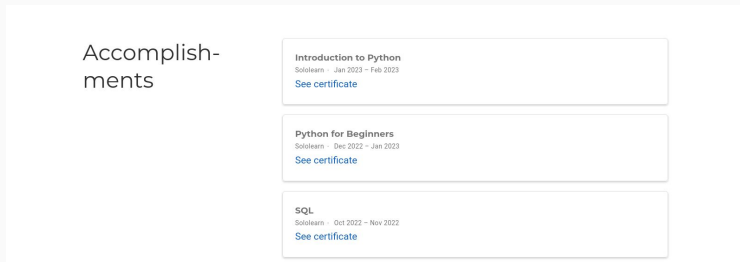 Accomplish-
ments
Introduction to Python
Sololearn · Jan 2023 – Feb 2023
See certificate
Python for Beginners
Sololearn · Dec 2022 – Jan 2023
See certificate
SQL
Sololearn · Oct 2022 – Nov 2022
See certificate